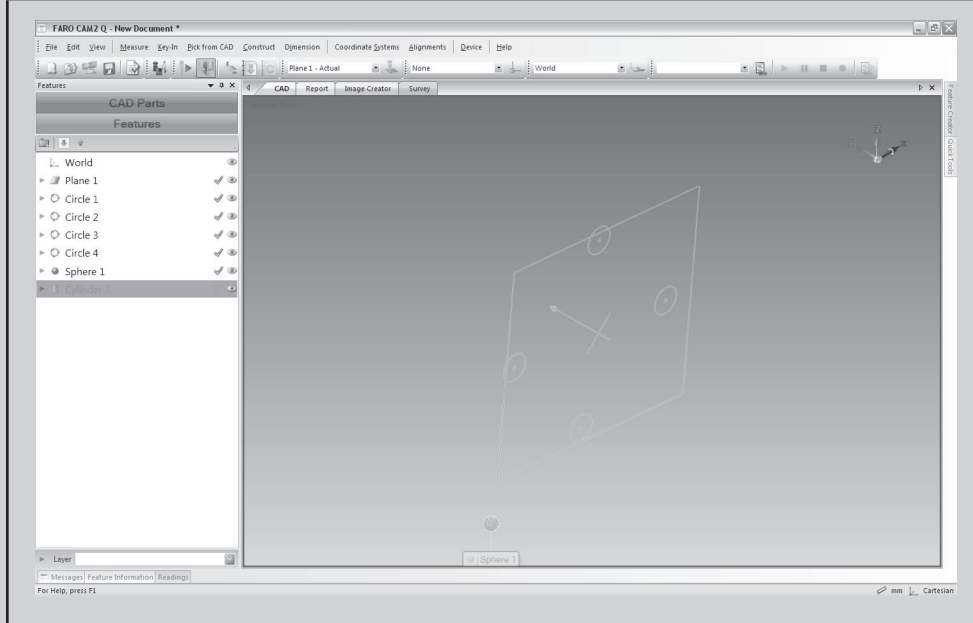 FARO CAM2 Q - New Document *
File Edit View Measure Key-In Pick from CAD Construct Dimension Coordinate Systems Alignments Device Help
Plane 1 - Actual None World
Features
CAD Report Image Creator Survey
CAD Parts
Features
World
Plane 1
Circle 1
Circle 2
Circle 3
Circle 4
Sphere 1
Cylinder 1
Sphere 1
Feature Creator
QuickTools
Layer
Messages Feature Information Readings
For Help, press F1
mm Cartesian